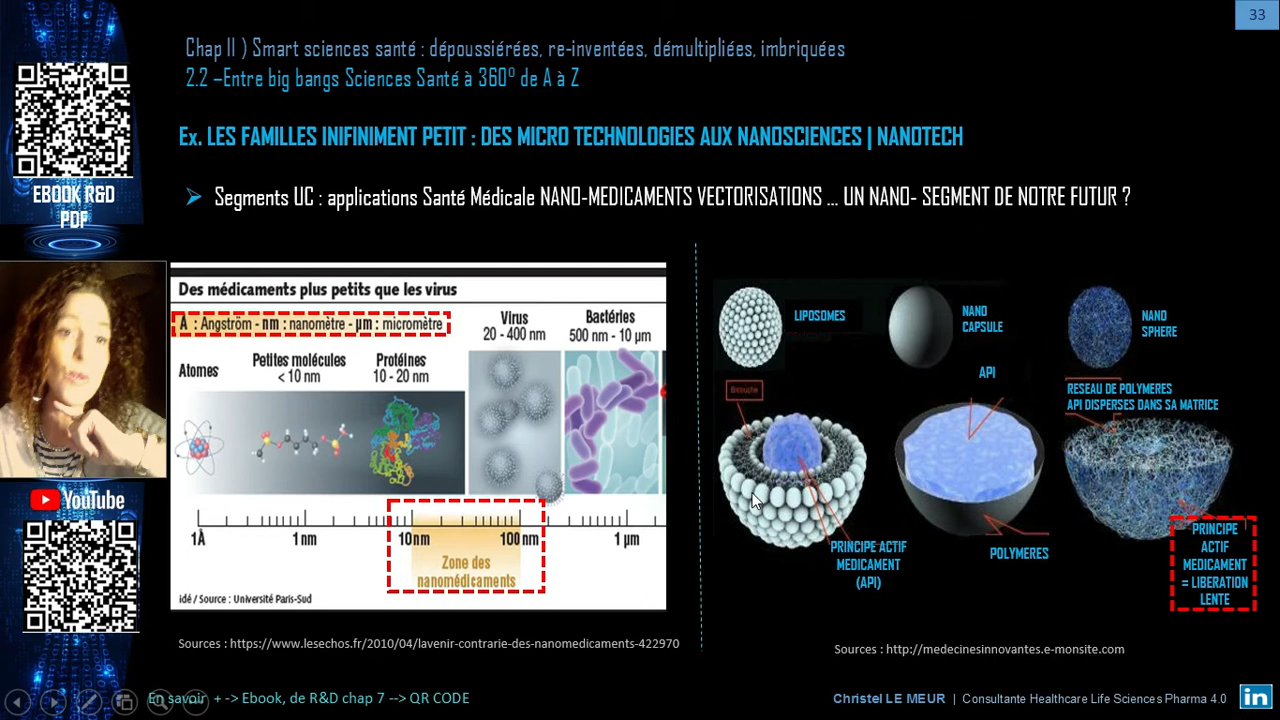 33
Chap II ) Smart sciences santé : dépoussiérées, re-inventées, démultipliées, imbriquées
2.2 –Entre big bangs Sciences Santé à 360° de A à Z
Ex. LES FAMILLES INIFINIMENT PETIT : DES MICRO TECHNOLOGIES AUX NANOSCIENCES | NANOTECH
EBOOK R&D
PDF
➢ Segments UC : applications Santé Médicale NANO-MEDICAMENTS VECTORISATIONS ... UN NANO- SEGMENT DE NOTRE FUTUR ?
Des médicaments plus petits que les virus
A : Angström - nm : nanomètre - µm : micromètre
Virus
20 - 400 nm
Bactéries
500 nm - 10 µm
Atomes
Petites molécules
< 10 nm
Protéines
10 - 20 nm
1Å
1 nm
10 nm
100 nm
1 µm
Zone des
nanomédicaments
idé / Source : Université Paris-Sud
LIPOSOMES
NANO
CAPSULE
NANO
SPHERE
API
Bicouche
RESEAU DE POLYMERES
API DISPERSES DANS SA MATRICE
PRINCIPE ACTIF
MEDICAMENT
(API)
POLYMERES
PRINCIPE
ACTIF
MEDICAMENT
= LIBERATION
LENTE
YouTube
Sources : https://www.lesechos.fr/2010/04/lavenir-contrarie-des-nanomedicaments-422970
Sources : http://medecinesinnovantes.e-monsite.com
En savoir + -> Ebook, de R&D chap 7 --> QR CODE
Christel LE MEUR | Consultante Healthcare Life Sciences Pharma 4.0
in